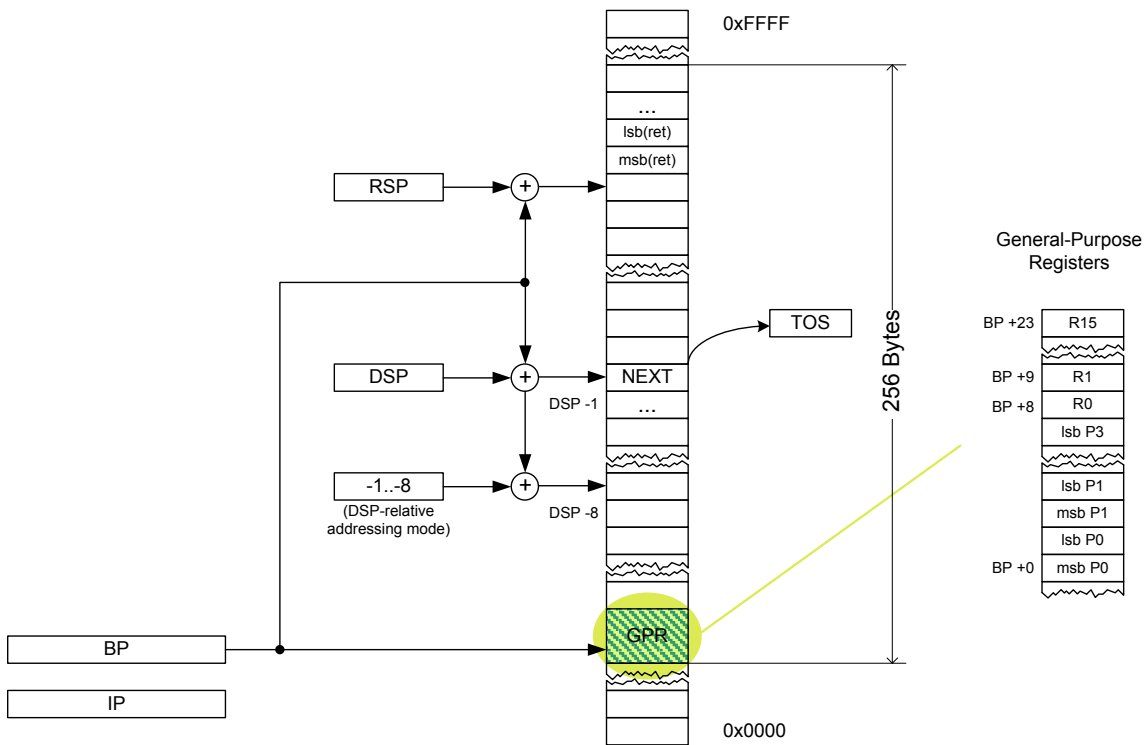 0xFFFF
...
lsb(ret)
msb(ret)
RSP
+
General-Purpose
Registers
TOS
BP +23
R15
256 Bytes
DSP
+
NEXT
BP +9
R1
DSP -1
...
BP +8
R0
lsb P3
-1..-8
+
(DSP-relative
addressing mode)
DSP -8
lsb P1
msb P1
lsb P0
BP +0
msb P0
GPR
BP
IP
0x0000